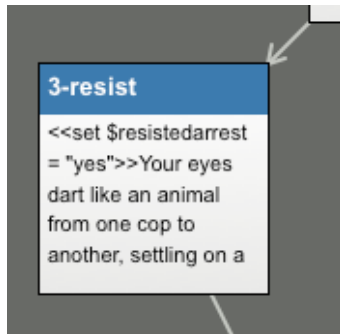 3-resist
<<set $resistedarrest
= "yes">>Your eyes
dart like an animal
from one cop to
another, settling on a